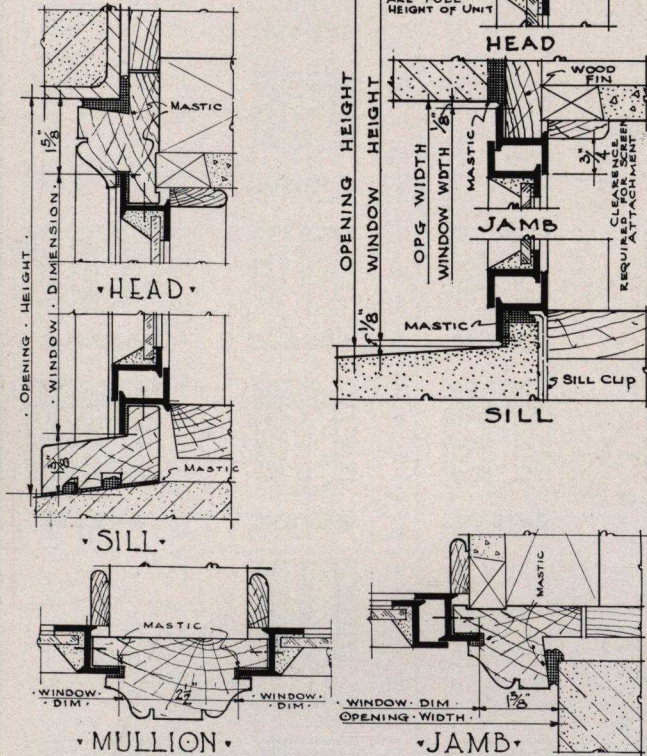 MASTIC
1 5/8"
OPENING · HEIGHT ·
WINDOW · DIMENSION ·
· HEAD ·
MASTIC
· SILL ·
HEIGHT OF UNIT
HEAD
WOOD
FIN
OPENING HEIGHT
WINDOW HEIGHT
OPG WIDTH
WINDOW WDTH
1/8"
MASTIC
3/4"
CLEARENCE
REQUIRED FOR SCREEN
ATTACHMENT
JAMB
1/8"
MASTIC
SILL CLIP
SILL
MASTIC
· WINDOW ·
DIM ·
2 1/2"
· WINDOW ·
· DIM ·
· MULLION ·
MASTIC
WINDOW · DIM
OPENING · WIDTH ·
1 5/8"
· JAMB ·